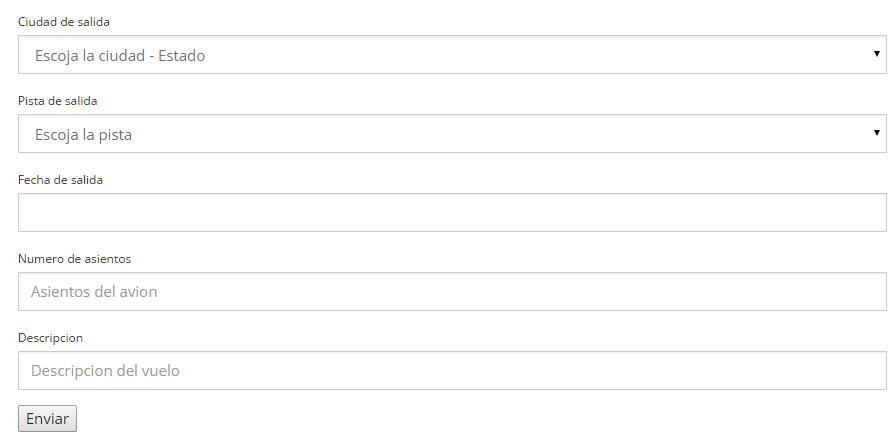 Ciudad de salida
Escoja la ciudad - Estado
Pista de salida
Escoja la pista
Fecha de salida
Numero de asientos
Asientos del avion
Descripcion
Descripcion del vuelo
Enviar